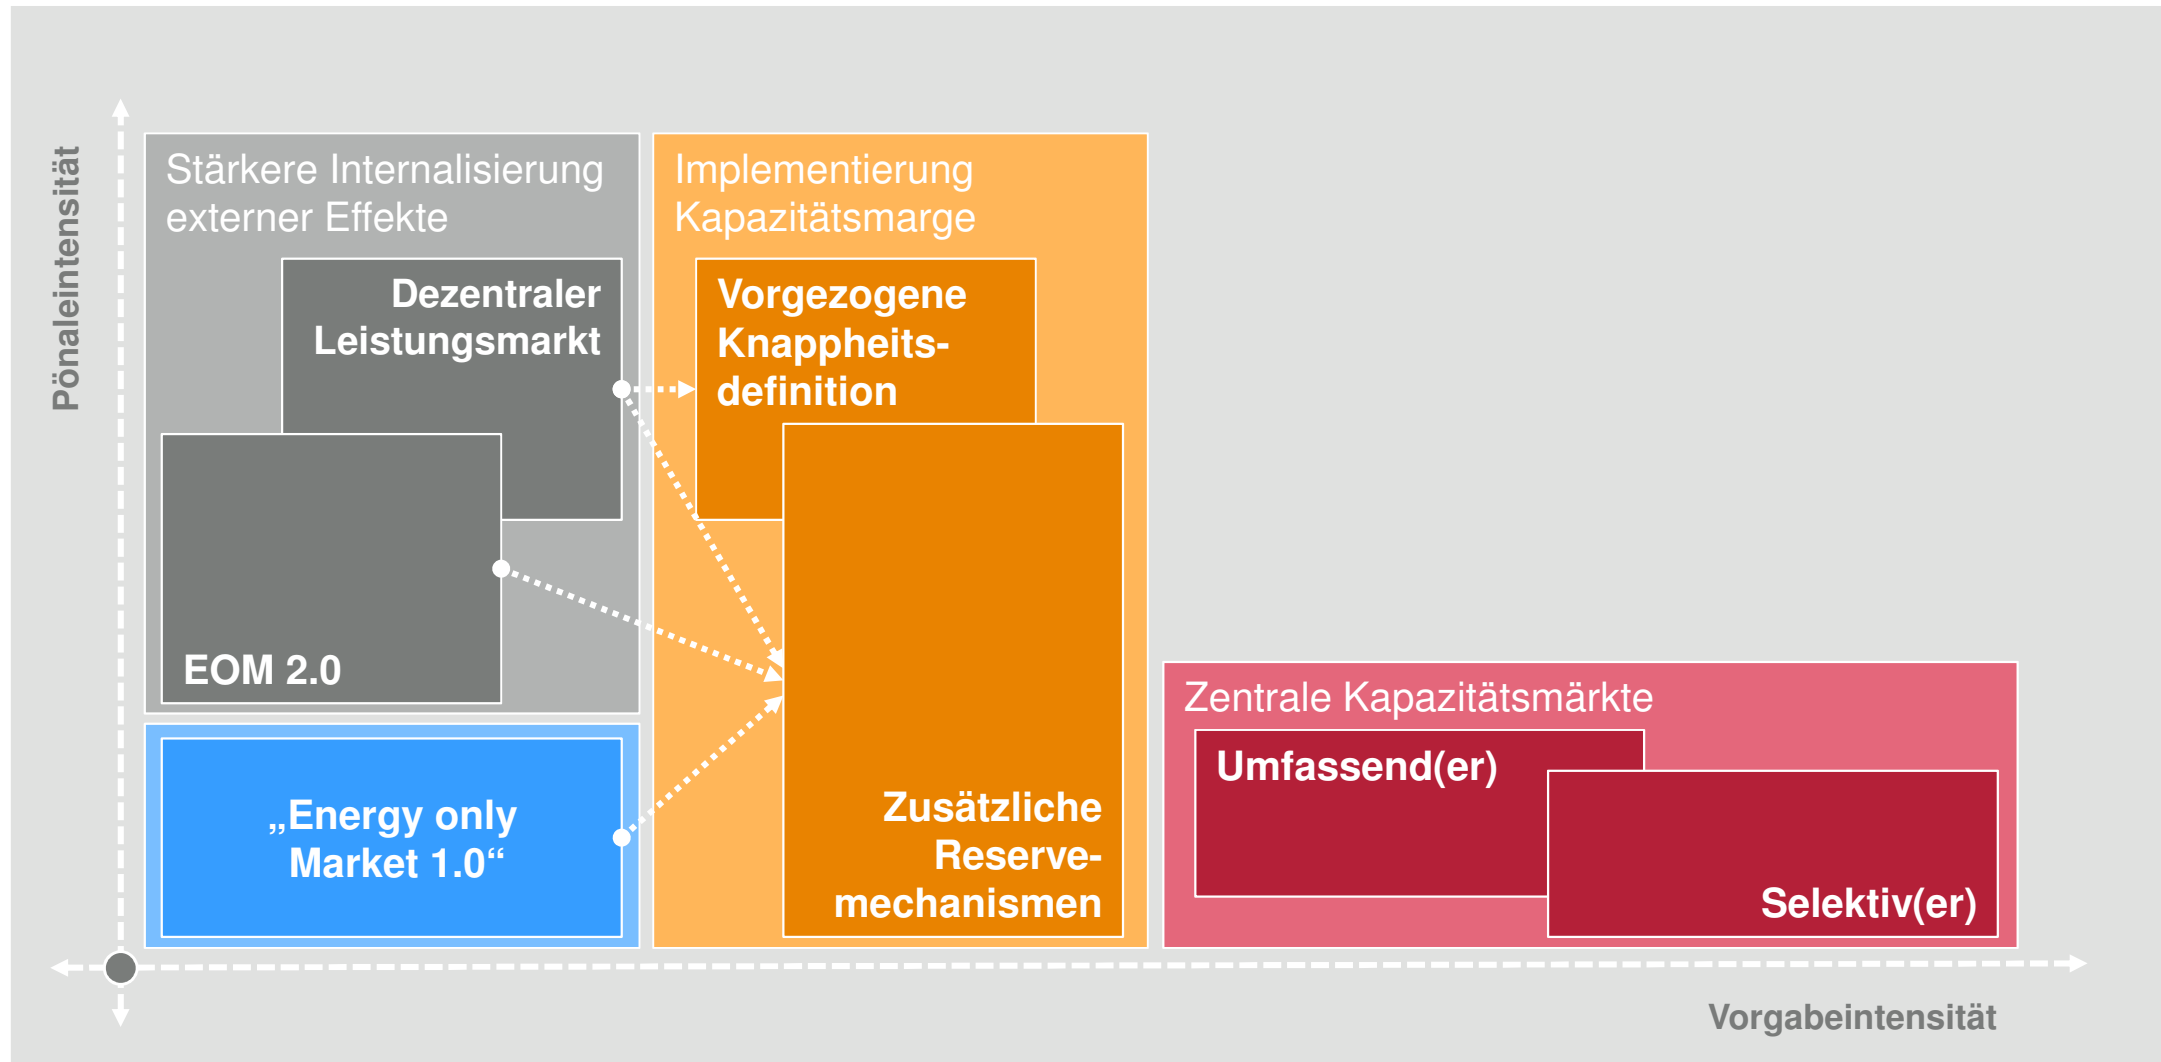 Pönaleintensität
Stärkere Internalisierung
externer Effekte
Dezentraler
Leistungsmarkt
EOM 2.0
„Energy only
Market 1.0“
Implementierung
Kapazitätsmarge
Vorgezogene
Knappheits-
definition
Zusätzliche
Reserve-
mechanismen
Zentrale Kapazitätsmärkte
Umfassend(er)
Selektiv(er)
Vorgabeintensität